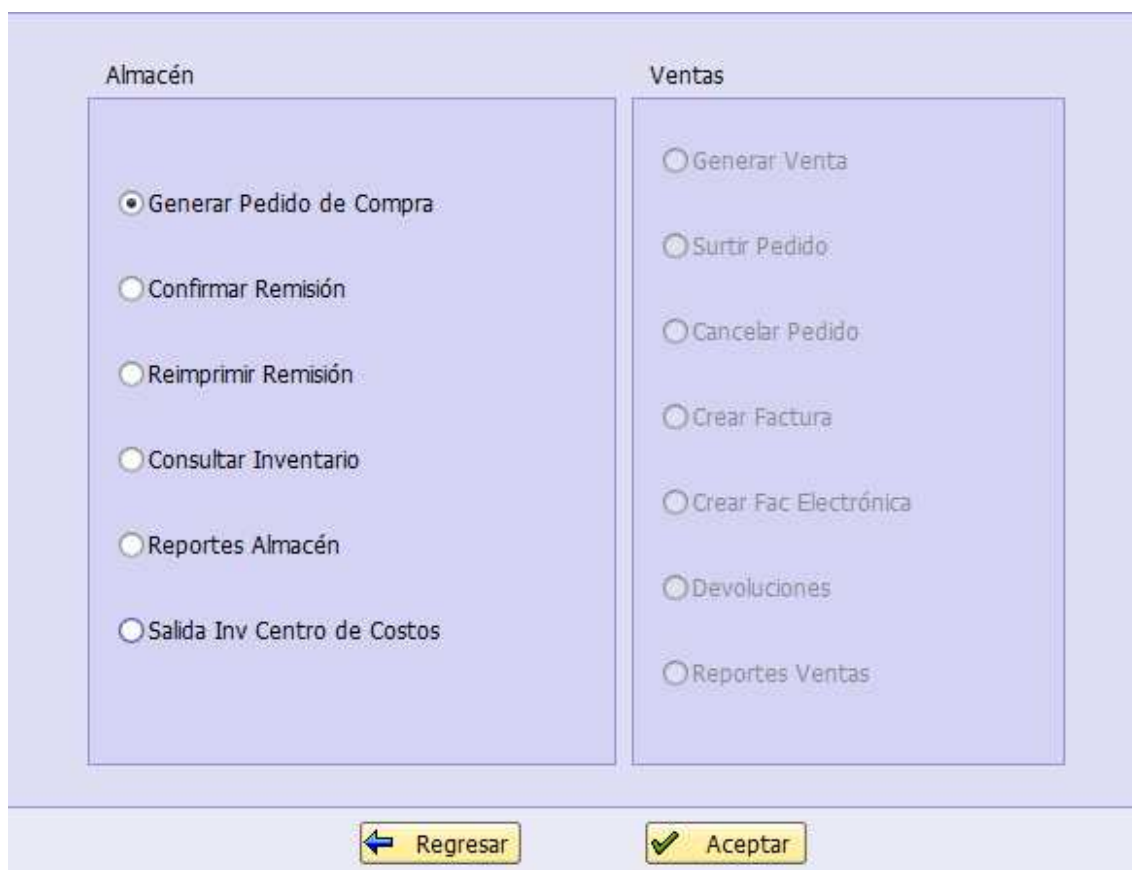 Almacén
Generar Pedido de Compra
Confirmar Remisión
Reimprimir Remisión
Consultar Inventario
Reportes Almacén
Salida Inv Centro de Costos
Ventas
Generar Venta
Surtir Pedido
Cancelar Pedido
Crear Factura
Crear Fac Electrónica
Devoluciones
Reportes Ventas
Regresar
Aceptar